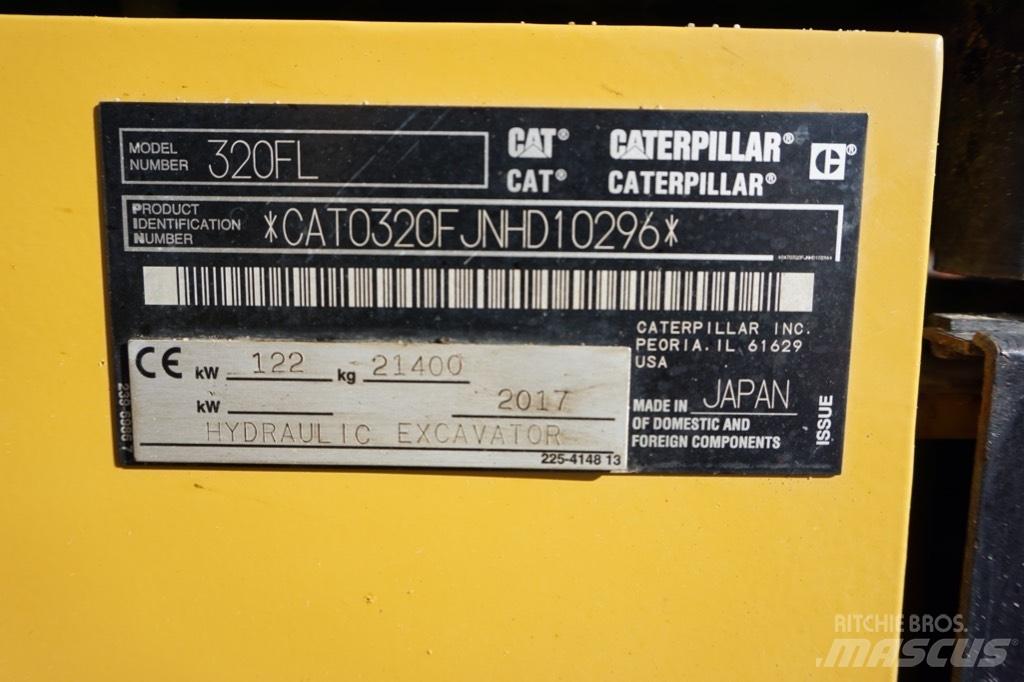 MODEL NUMBER 320FL
CAT® CATERPILLAR® ®
CAT® CATERPILLAR®
PRODUCT IDENTIFICATION NUMBER *CAT0320FJNHD10296*
CATERPILLAR INC.
PEORIA. IL 61629
USA
CE kW 122 kg 21400
kW 2017
HYDRAULIC EXCAVATOR
225-4148 13
MADE IN JAPAN
OF DOMESTIC AND
FOREIGN COMPONENTS
ISSUE
RITCHIE BROS.
MASCUS